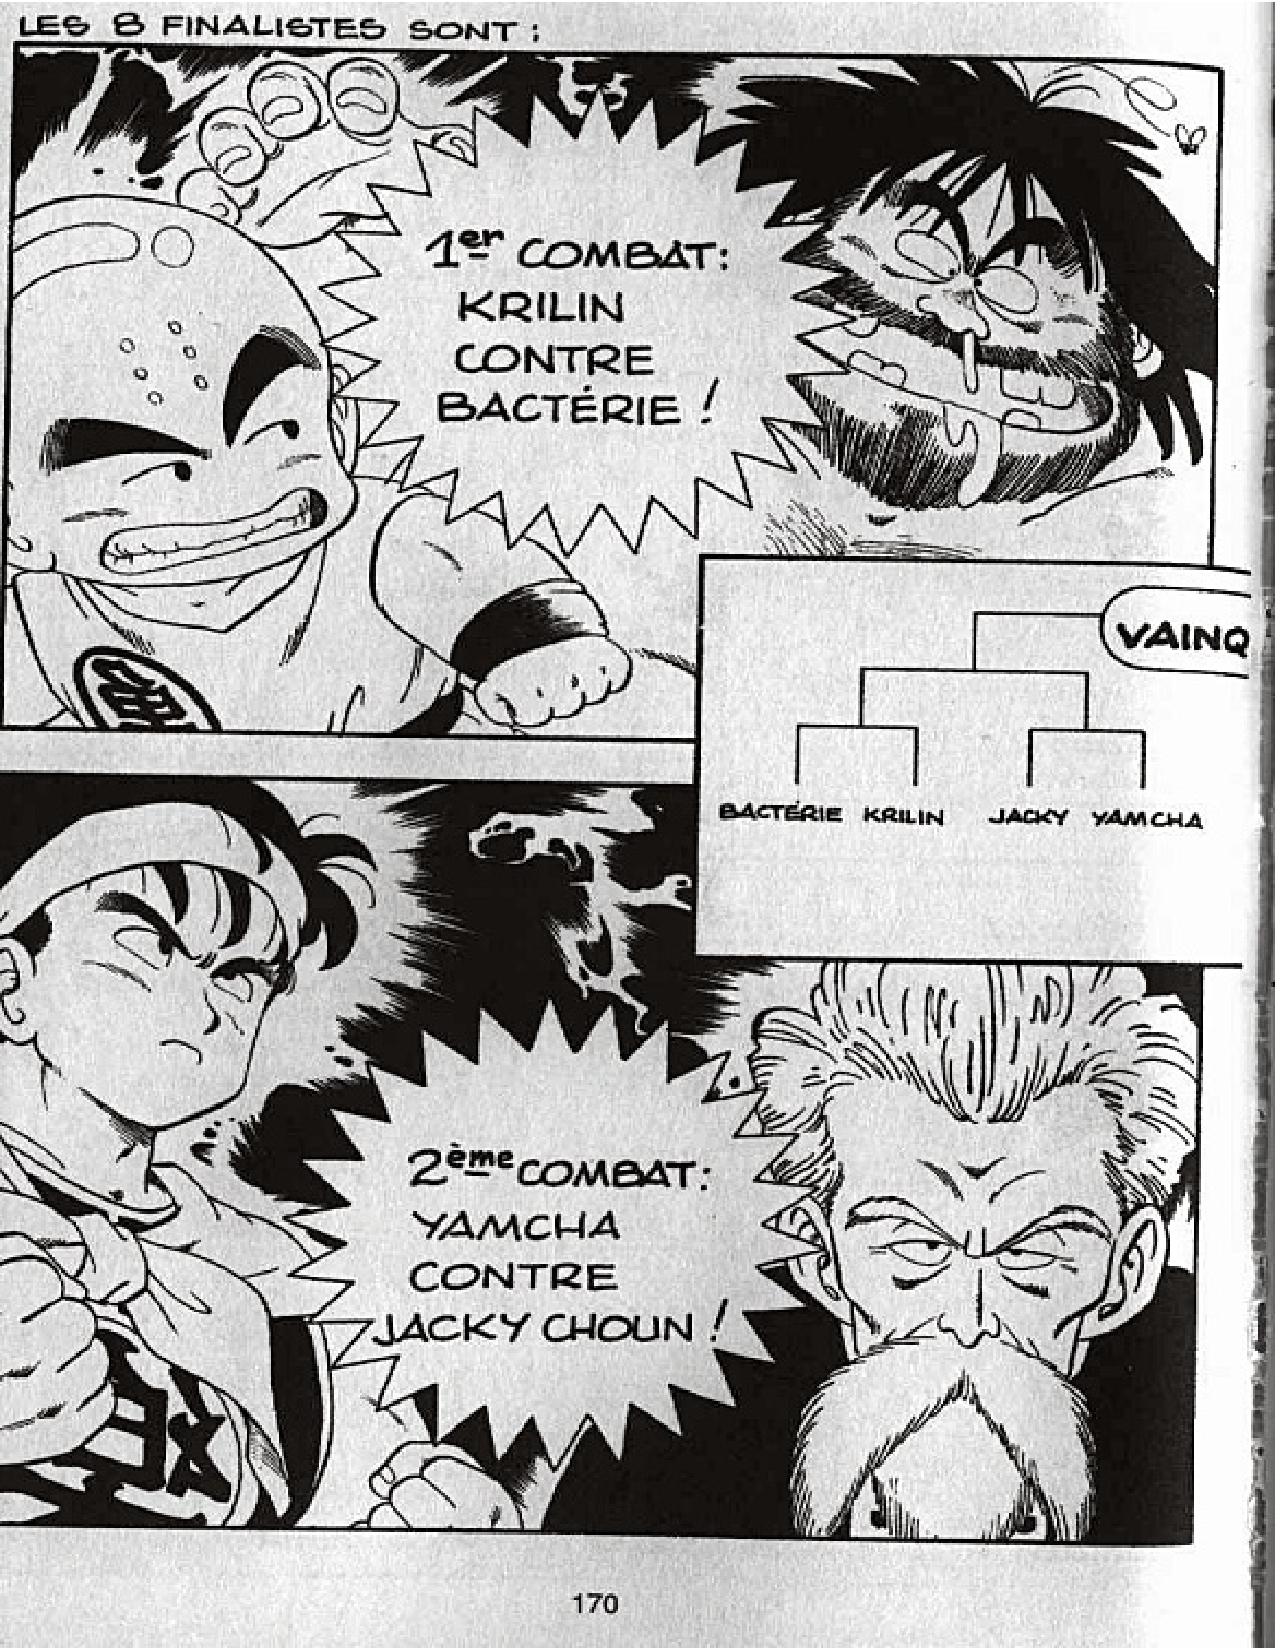 LES 8 FINALISTES SONT :
1er COMBAT:
KRILIN
CONTRE
BACTÉRIE !
VAINQ
BACTÉRIE KRILIN JACKY YAMCHA
2ème COMBAT:
YAMCHA
CONTRE
JACKY CHOUN !
170